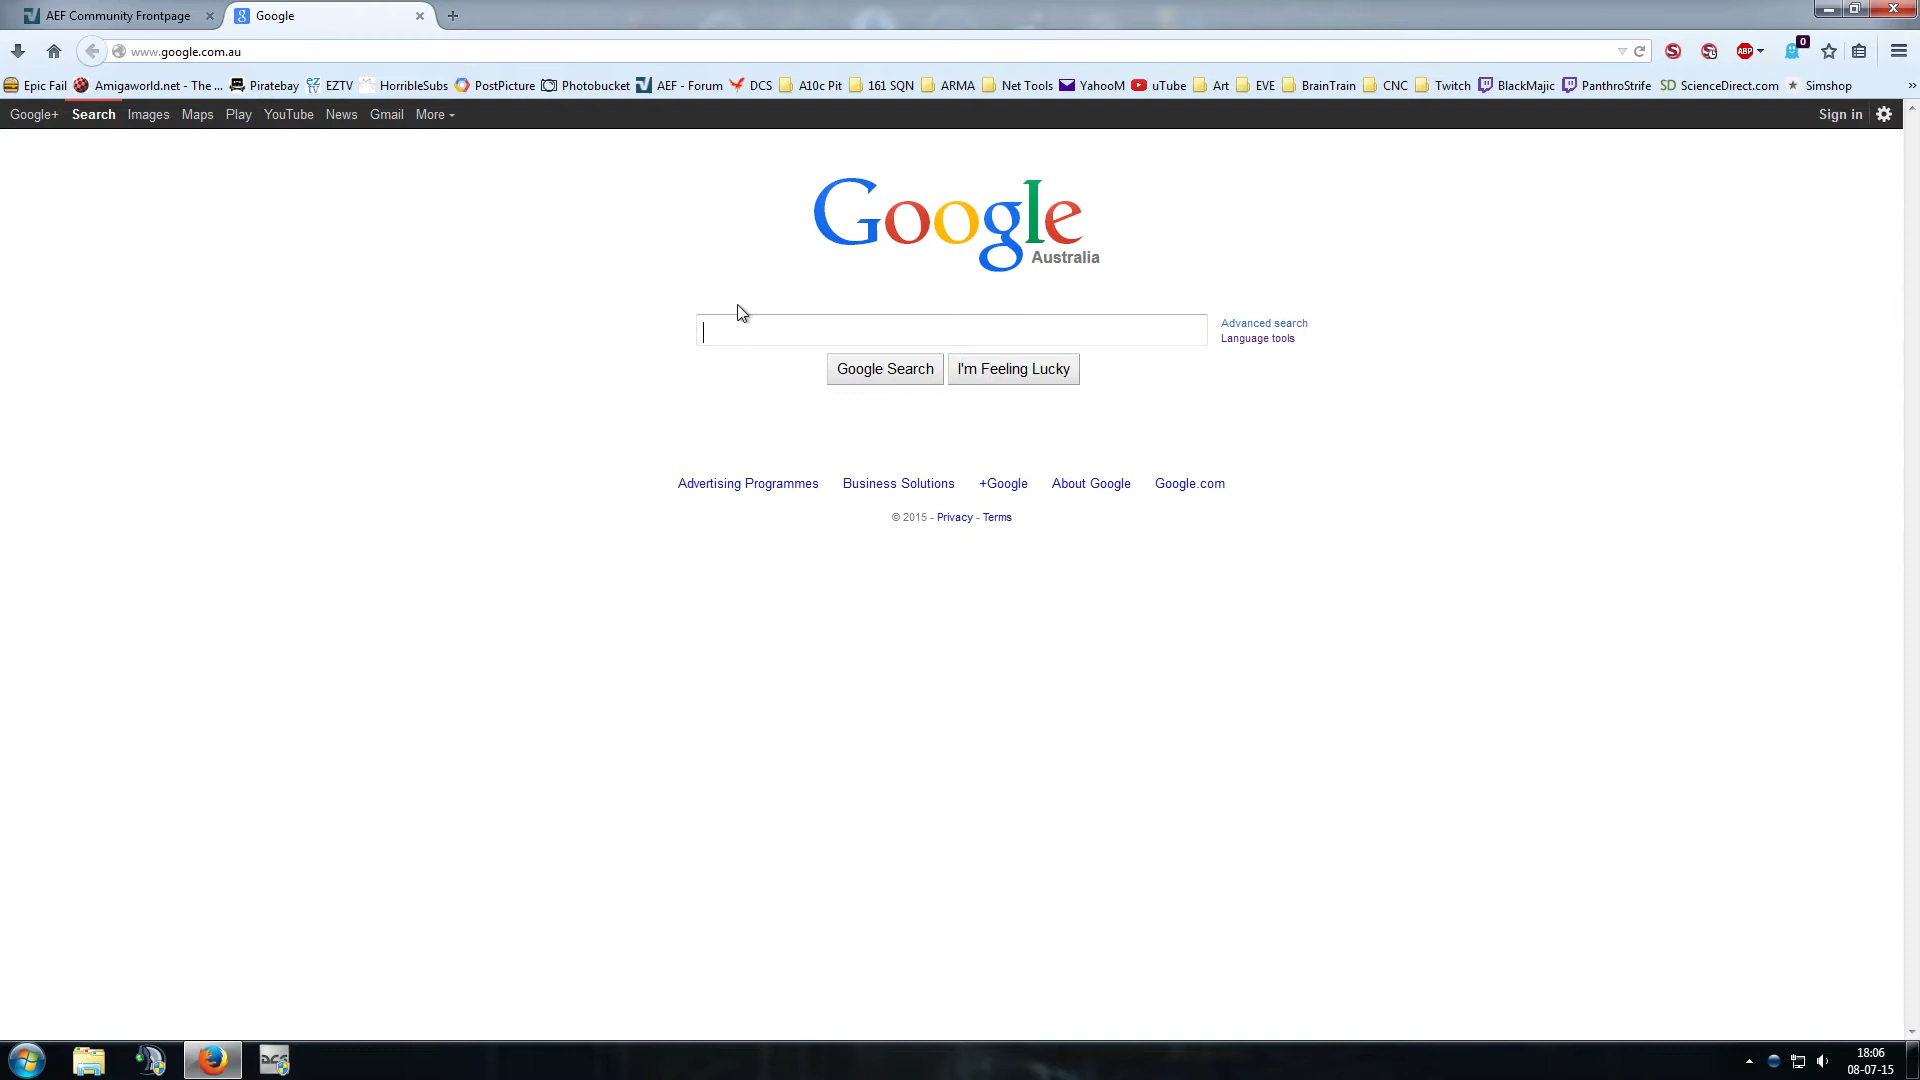 AEF Community Frontpage
Google
www.google.com.au
0
ABP
Epic Fail Amigaworld.net - The ... Piratebay EZTV HorribleSubs PostPicture Photobucket AEF - Forum DCS A10c Pit 161 SQN ARMA Net Tools YahooM uTube Art EVE BrainTrain CNC Twitch BlackMajic PanthroStrife SD ScienceDirect.com Simshop »
Google+ Search Images Maps Play YouTube News Gmail More Sign in
Google
Australia
Advanced search
Language tools
Google Search I'm Feeling Lucky
Advertising Programmes Business Solutions +Google About Google Google.com
© 2015 - Privacy - Terms
DCS
18:06
08-07-15